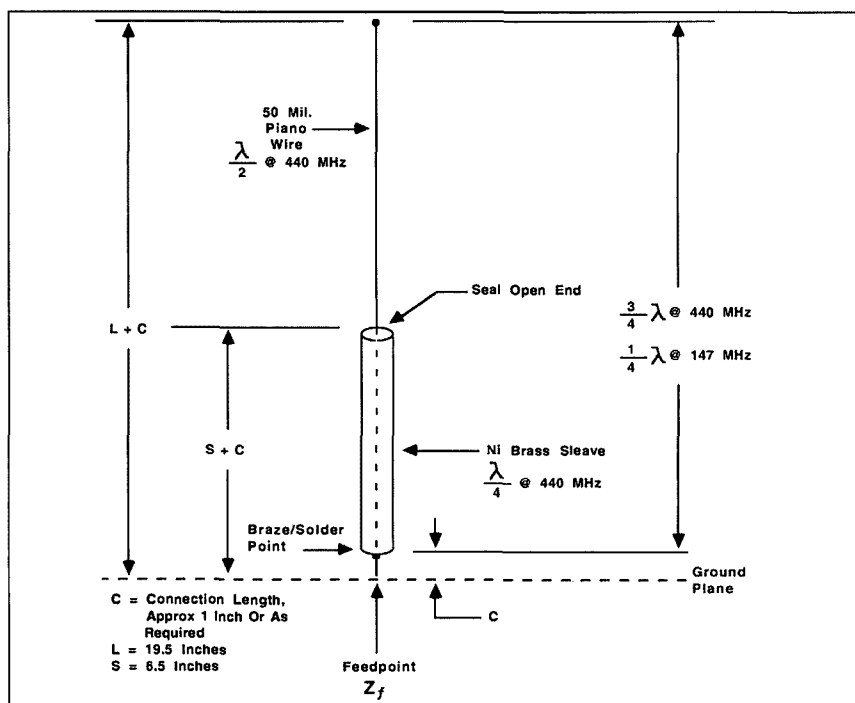 50 Mil.
Piano
Wire
λ/2 @ 440 MHz
Seal Open End
L + C
3/4 λ @ 440 MHz
1/4 λ @ 147 MHz
S + C
Ni Brass Sleave
λ/4 @ 440 MHz
Braze/Solder
Point
Ground
Plane
C = Connection Length,
Approx 1 Inch Or As
Required
L = 19.5 Inches
S = 6.5 Inches
C
Feedpoint
Zf